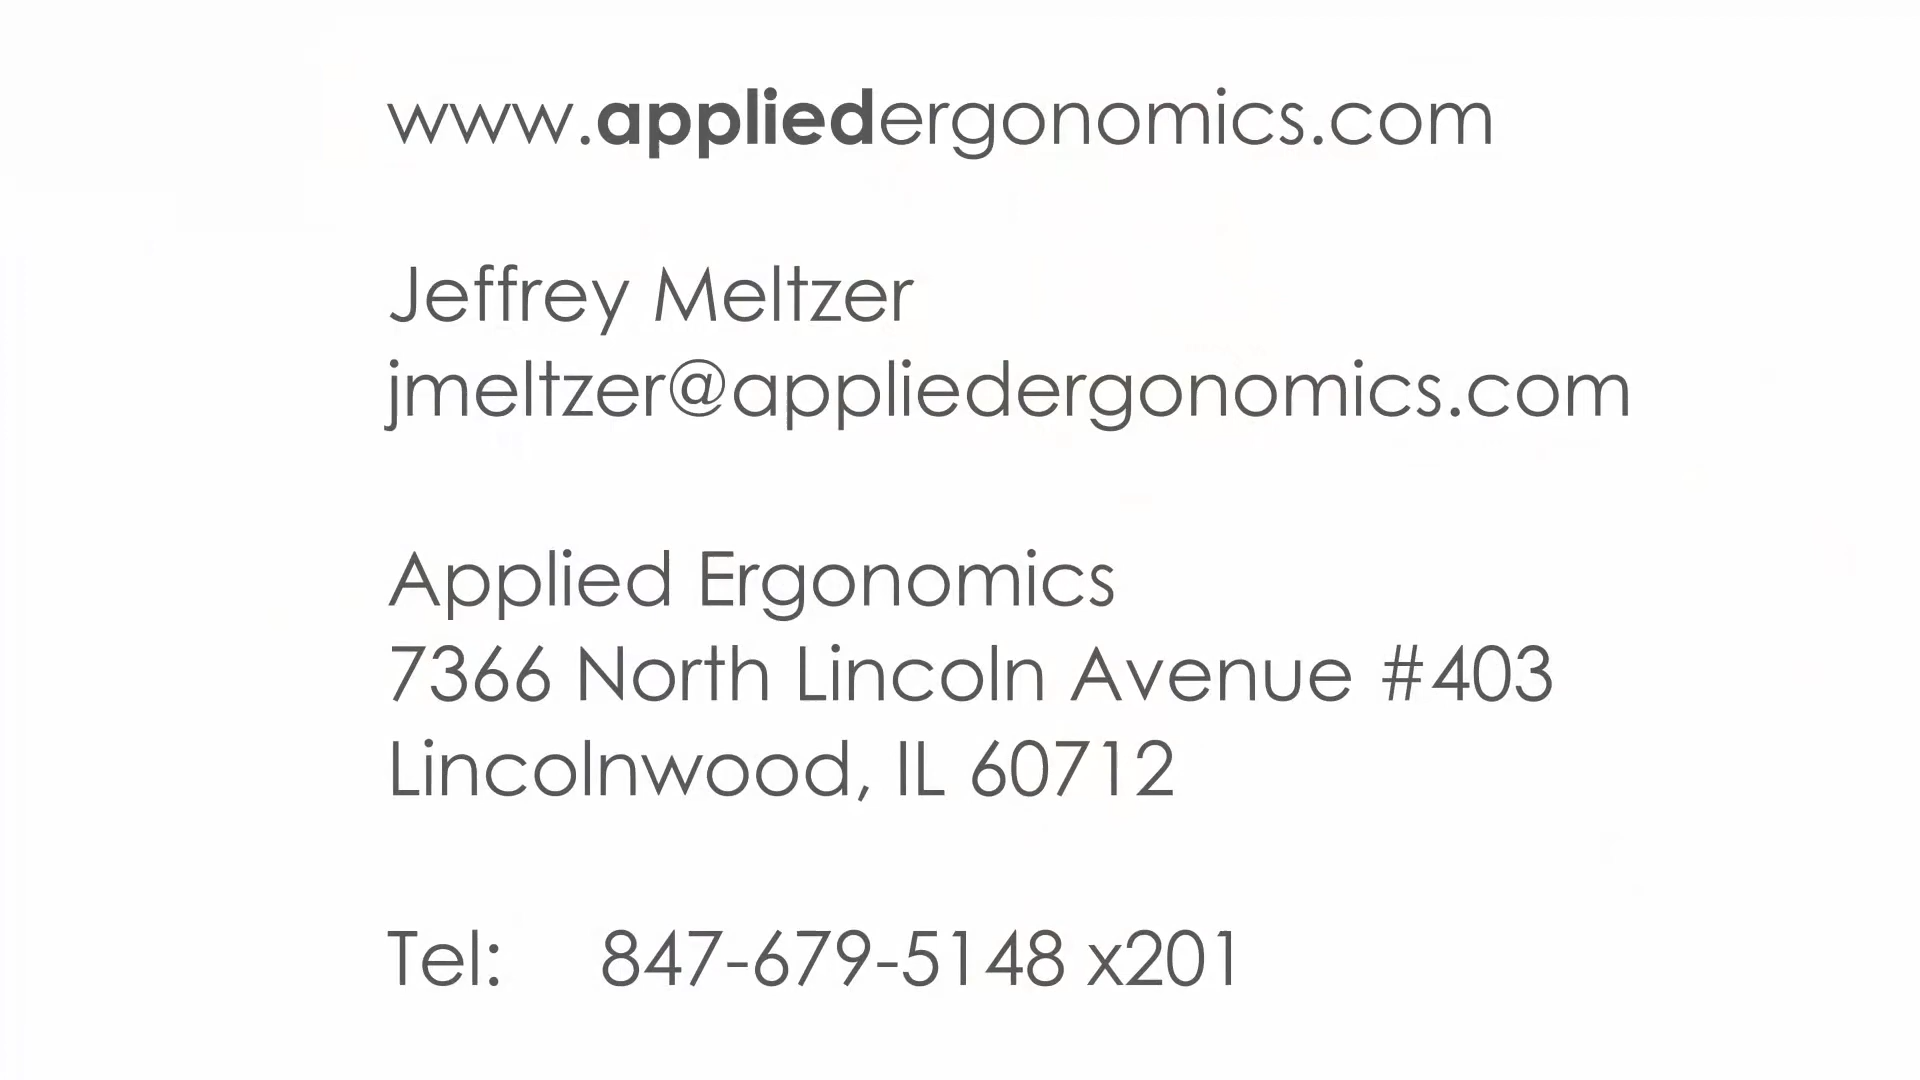 www.appliedergonomics.com
Jeffrey Meltzer
jmeltzer@appliedergonomics.com
Applied Ergonomics
7366 North Lincoln Avenue #403
Lincolnwood, IL 60712
Tel: 847-679-5148 x201